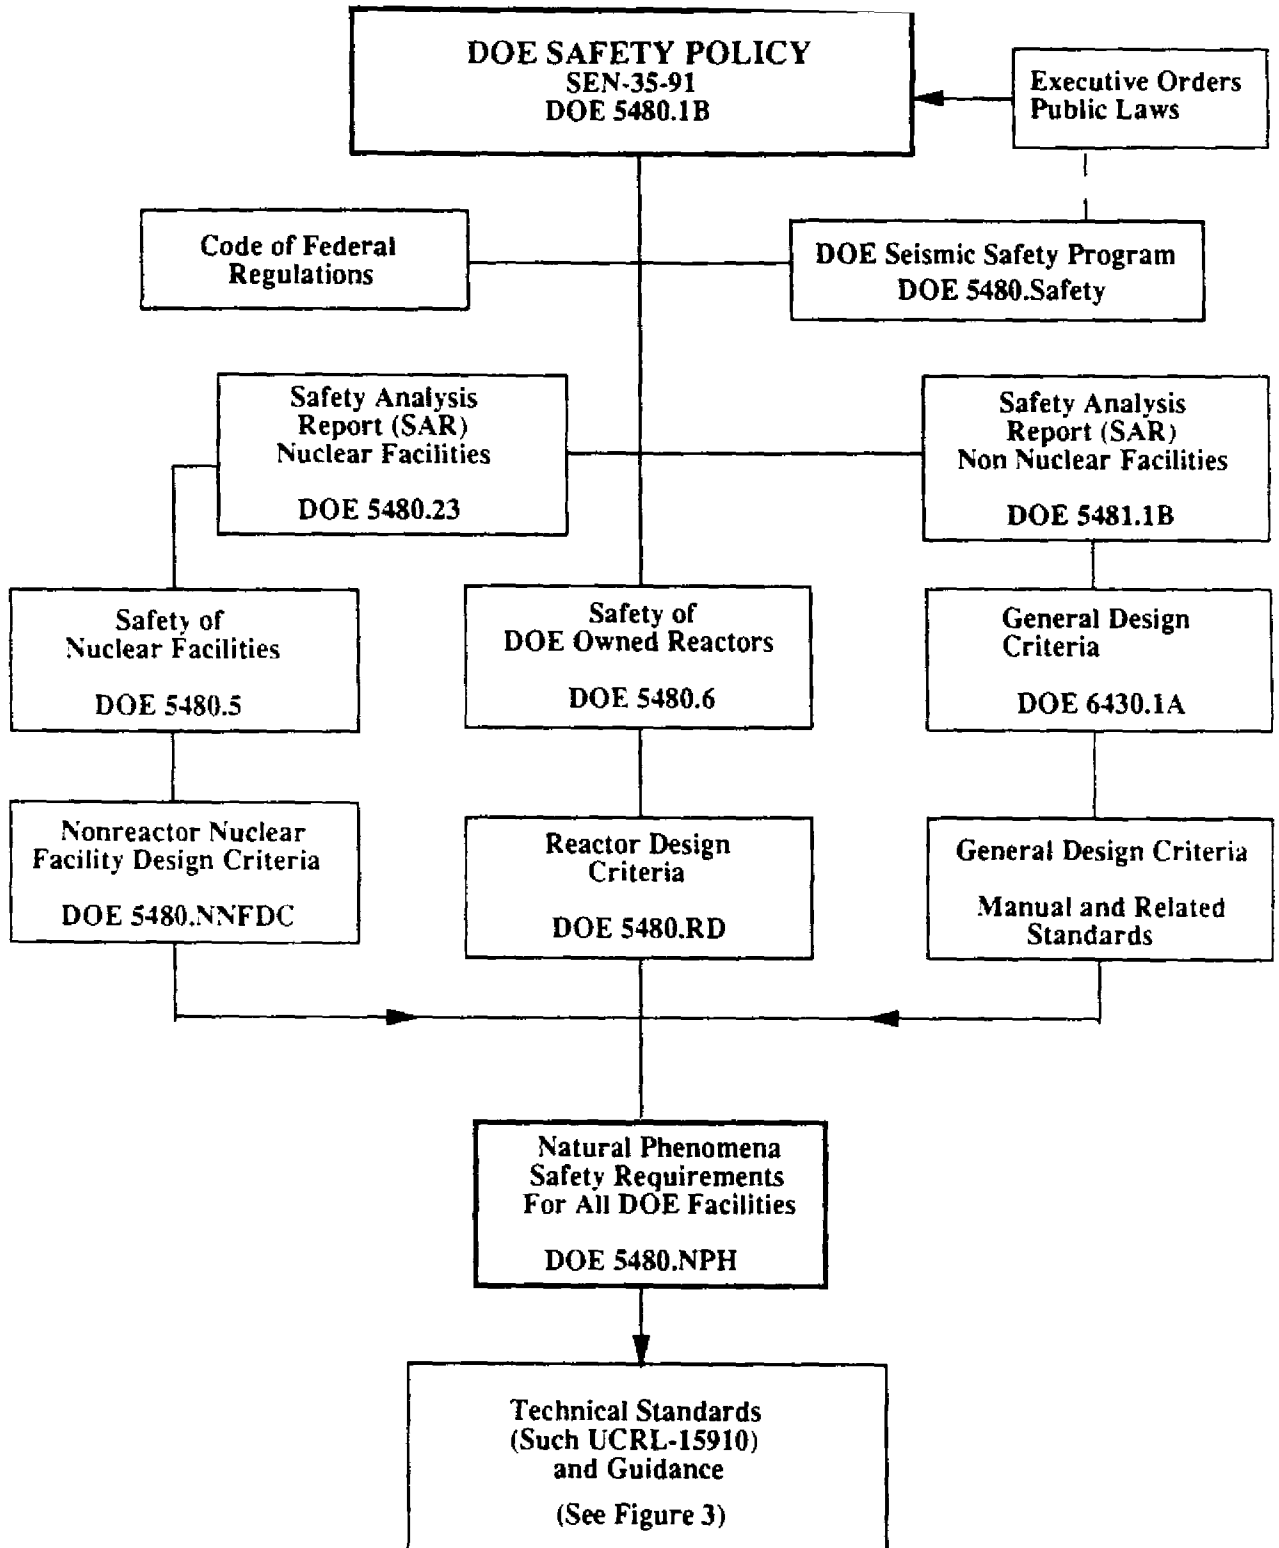 DOE SAFETY POLICY
SEN-35-91
DOE 5480.1B
Executive Orders
Public Laws
Code of Federal
Regulations
DOE Seismic Safety Program
DOE 5480.Safety
Safety Analysis
Report (SAR)
Nuclear Facilities
DOE 5480.23
Safety Analysis
Report (SAR)
Non Nuclear Facilities
DOE 5481.1B
Safety of
Nuclear Facilities
DOE 5480.5
Safety of
DOE Owned Reactors
DOE 5480.6
General Design
Criteria
DOE 6430.1A
Nonreactor Nuclear
Facility Design Criteria
DOE 5480.NNFDC
Reactor Design
Criteria
DOE 5480.RD
General Design Criteria
Manual and Related
Standards
Natural Phenomena
Safety Requirements
For All DOE Facilities
DOE 5480.NPH
Technical Standards
(Such UCRL-15910)
and Guidance
(See Figure 3)